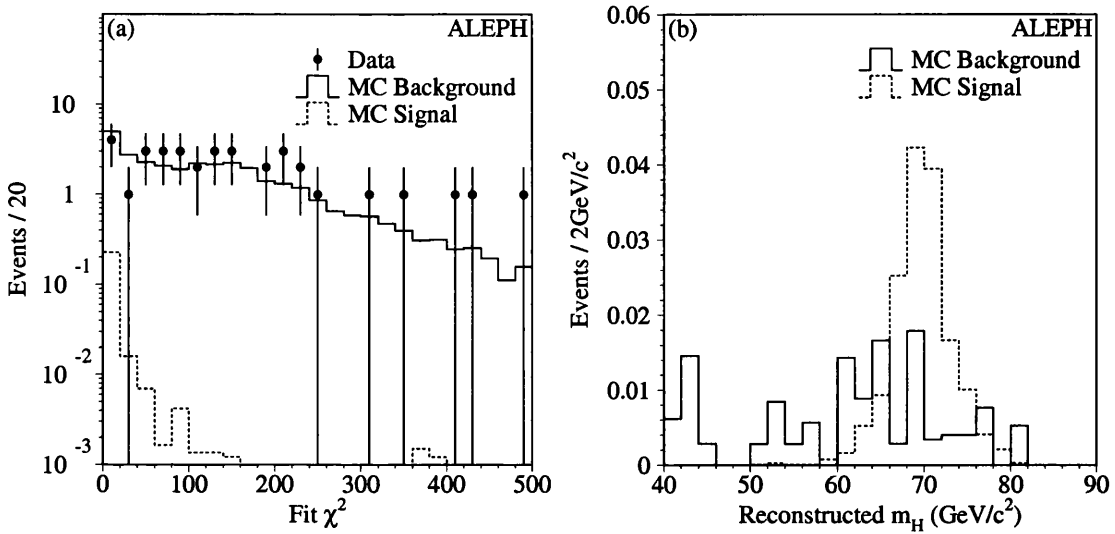 (a)
ALEPH
Data
MC Background
MC Signal
10
1
10⁻¹
10⁻²
10⁻³
Events / 20
0
100
200
300
400
500
Fit χ²
(b)
ALEPH
MC Background
MC Signal
0.06
0.05
0.04
0.03
0.02
0.01
0
Events / 2GeV/c²
40
50
60
70
80
90
Reconstructed m_H (GeV/c²)